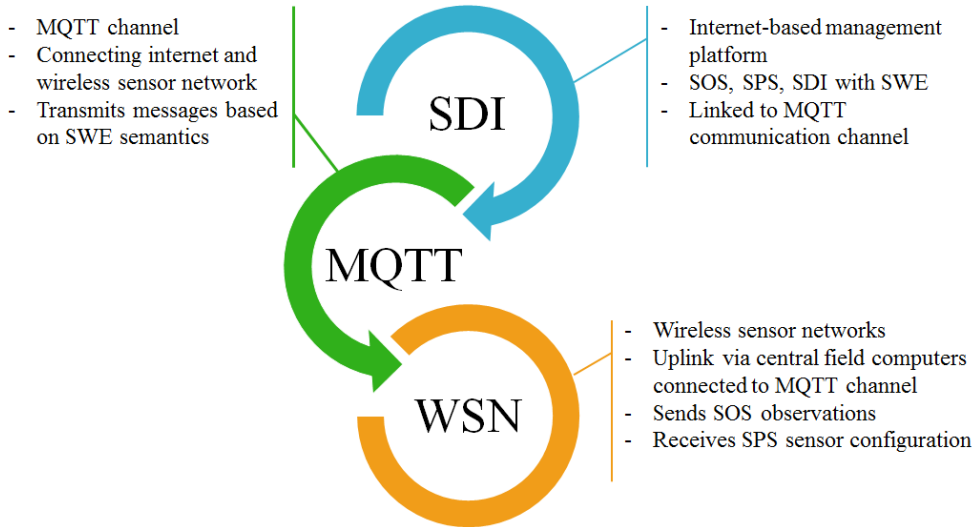 - MQTT channel
- Connecting internet and
wireless sensor network
- Transmits messages based
on SWE semantics
SDI
- Internet-based management
platform
- SOS, SPS, SDI with SWE
- Linked to MQTT
communication channel
MQTT
WSN
- Wireless sensor networks
- Uplink via central field computers
connected to MQTT channel
- Sends SOS observations
- Receives SPS sensor configuration